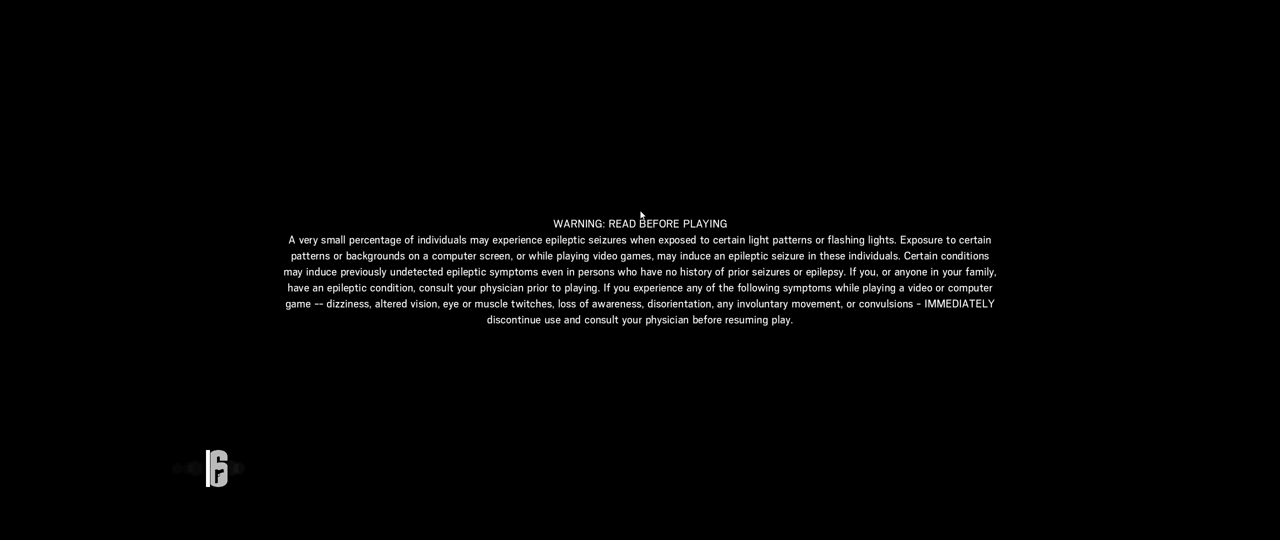 WARNING: READ BEFORE PLAYING
A very small percentage of individuals may experience epileptic seizures when exposed to certain light patterns or flashing lights. Exposure to certain
patterns or backgrounds on a computer screen, or while playing video games, may induce an epileptic seizure in these individuals. Certain conditions
may induce previously undetected epileptic symptoms even in persons who have no history of prior seizures or epilepsy. If you, or anyone in your family,
have an epileptic condition, consult your physician prior to playing. If you experience any of the following symptoms while playing a video or computer
game -- dizziness, altered vision, eye or muscle twitches, loss of awareness, disorientation, any involuntary movement, or convulsions - IMMEDIATELY
discontinue use and consult your physician before resuming play.
6